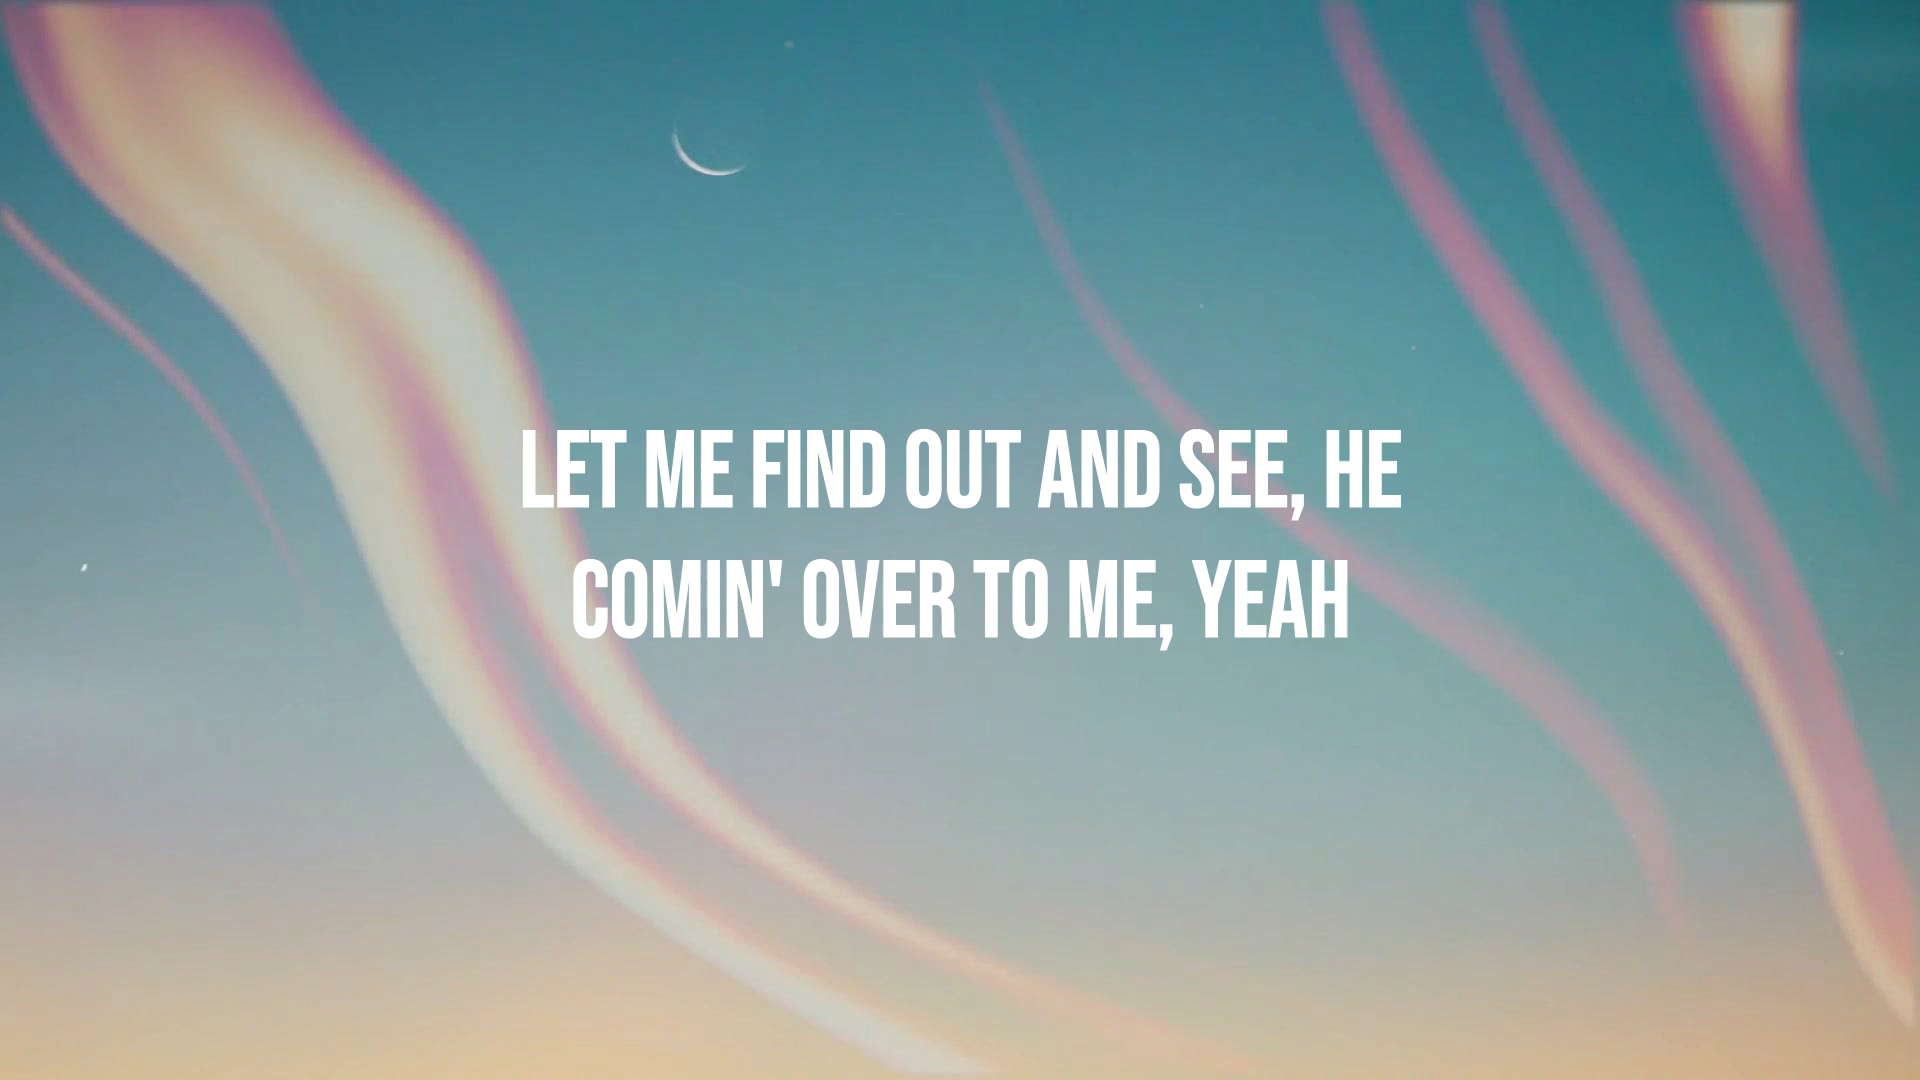 LET ME FIND OUT AND SEE, HE
COMIN' OVER TO ME, YEAH